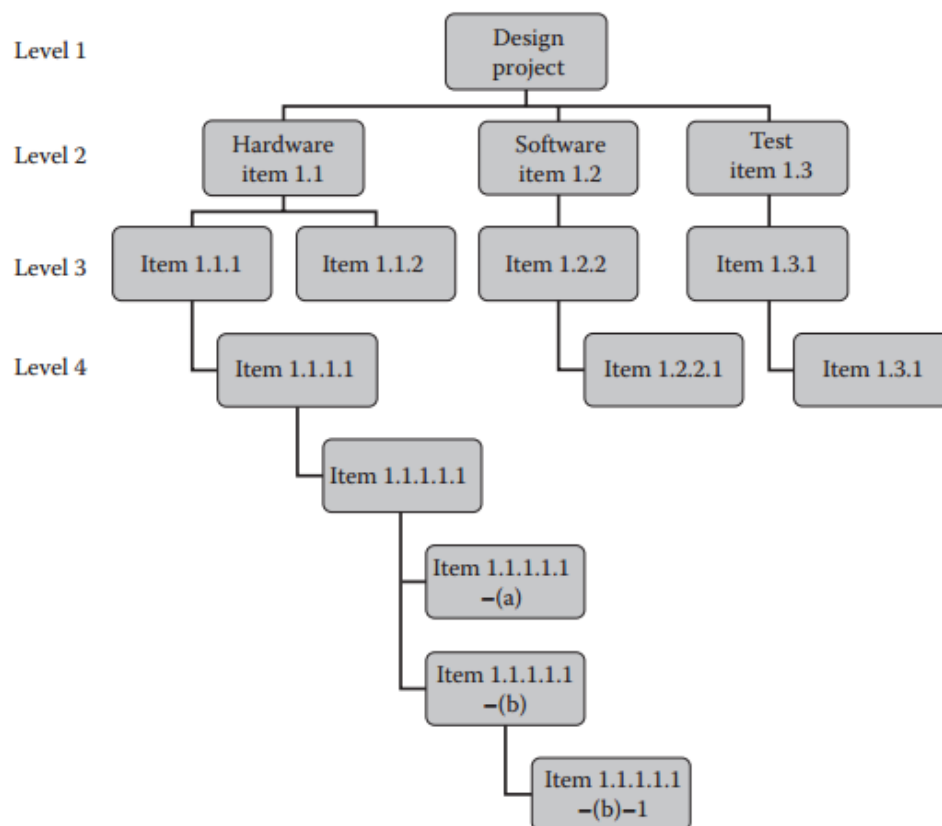 Level 1
Design
project
Level 2
Hardware
item 1.1
Software
item 1.2
Test
item 1.3
Level 3
Item 1.1.1
Item 1.1.2
Item 1.2.2
Item 1.3.1
Level 4
Item 1.1.1.1
Item 1.2.2.1
Item 1.3.1
Item 1.1.1.1.1
Item 1.1.1.1.1
–(a)
Item 1.1.1.1.1
–(b)
Item 1.1.1.1.1
–(b)–1